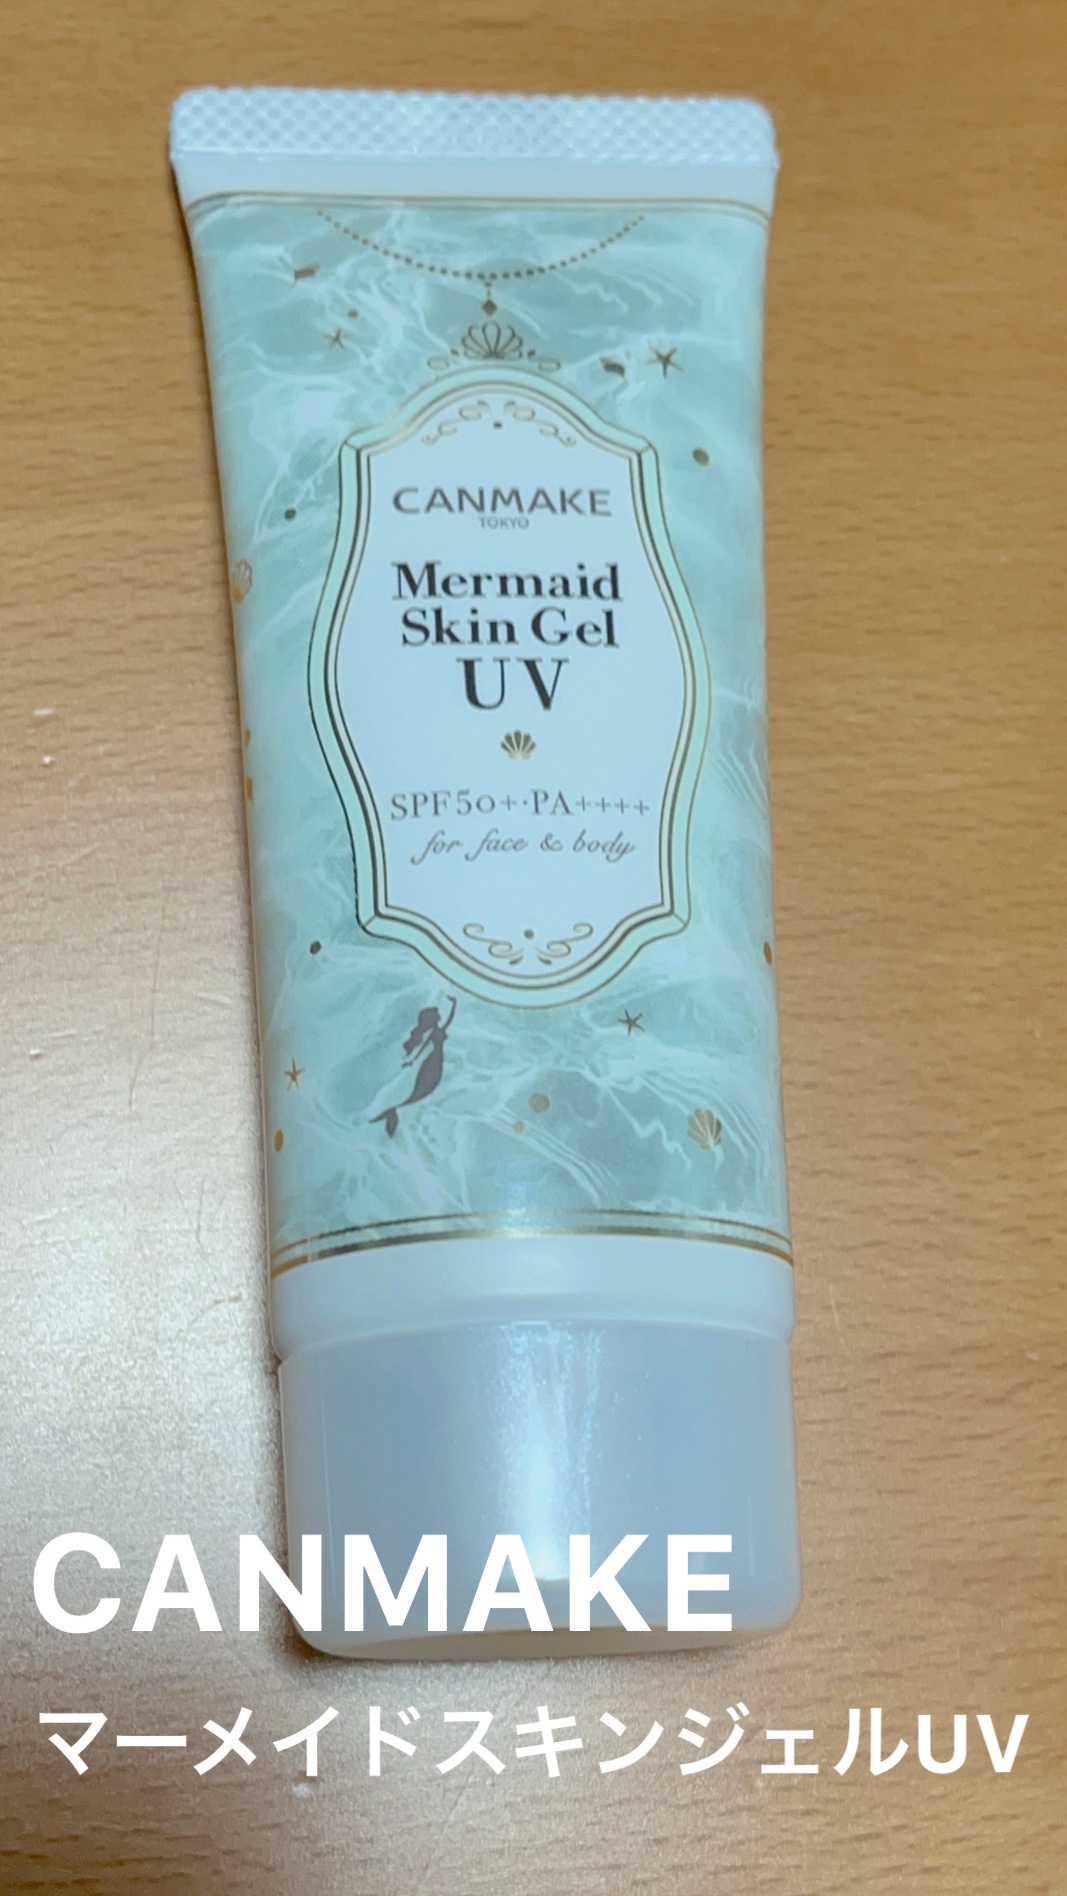 CANMAKE
TOKYO
Mermaid
Skin Gel
UV
SPF50+·PA++++
for face & body
CANMAKE
マーメイドスキンジェルUV